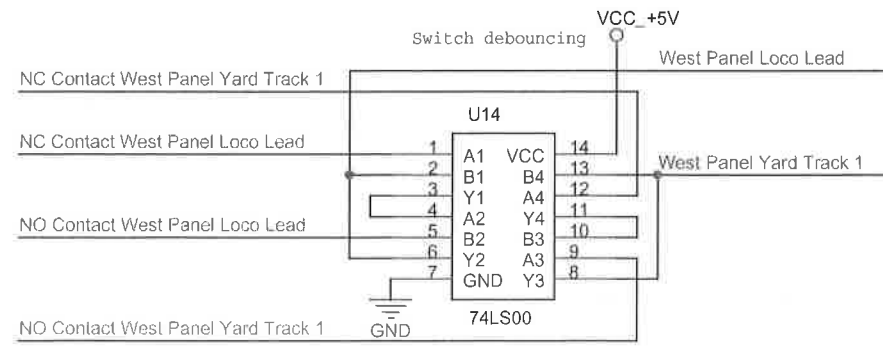 VCC_+5V
Switch debouncing
West Panel Loco Lead
NC Contact West Panel Yard Track 1
U14
NC Contact West Panel Loco Lead
1 A1 VCC 14
2 B1 B4 13
West Panel Yard Track 1
3 Y1 A4 12
4 A2 Y4 11
NO Contact West Panel Loco Lead
5 B2 B3 10
6 Y2 A3 9
7 GND Y3 8
74LS00
GND
NO Contact West Panel Yard Track 1